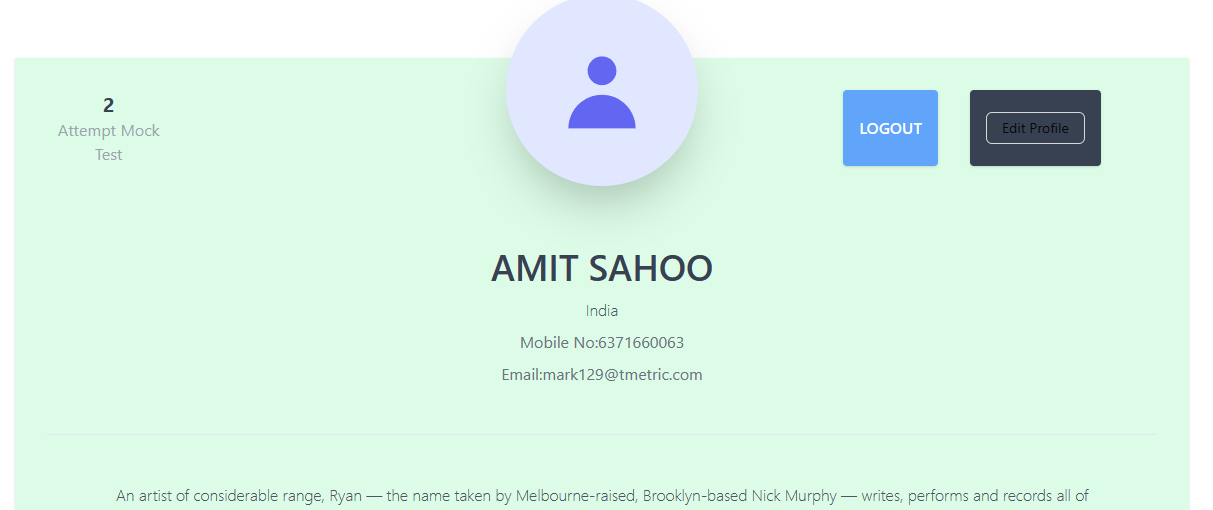 2
Attempt Mock
Test
LOGOUT
Edit Profile
AMIT SAHOO
India
Mobile No:6371660063
Email:mark129@tmetric.com
An artist of considerable range, Ryan — the name taken by Melbourne-raised, Brooklyn-based Nick Murphy — writes, performs and records all of